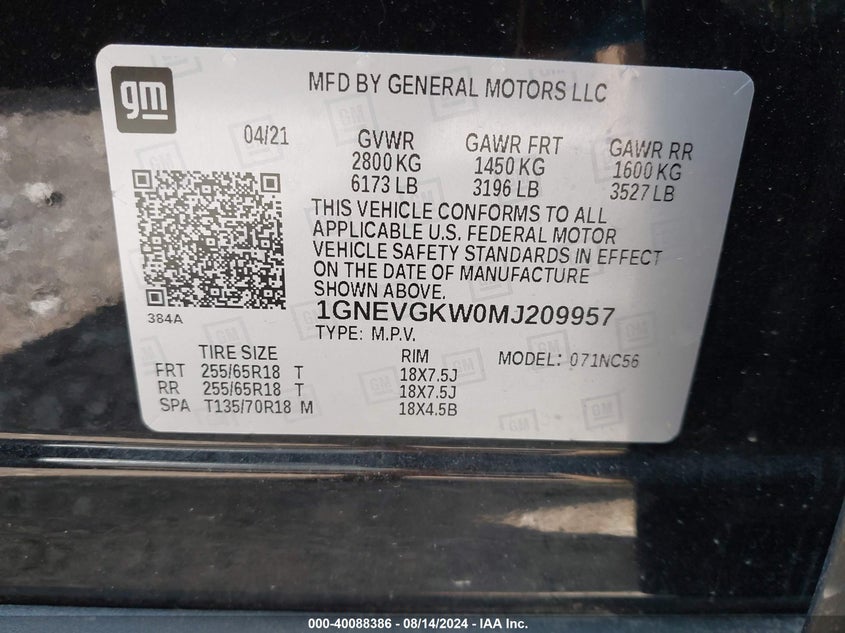 gm
MFD BY GENERAL MOTORS LLC
04/21
GVWR GAWR FRT GAWR RR
2800 KG 1450 KG 1600 KG
6173 LB 3196 LB 3527 LB
THIS VEHICLE CONFORMS TO ALL
APPLICABLE U.S. FEDERAL MOTOR
VEHICLE SAFETY STANDARDS IN EFFECT
ON THE DATE OF MANUFACTURE
SHOWN ABOVE.
384A
1GNEVGKW0MJ209957
TYPE: M.P.V.
TIRE SIZE RIM MODEL: 071NC56
FRT 255/65R18 T 18X7.5J
RR 255/65R18 T 18X7.5J
SPA T135/70R18 M 18X4.5B
000-40088386 - 08/14/2024 - IAA Inc.